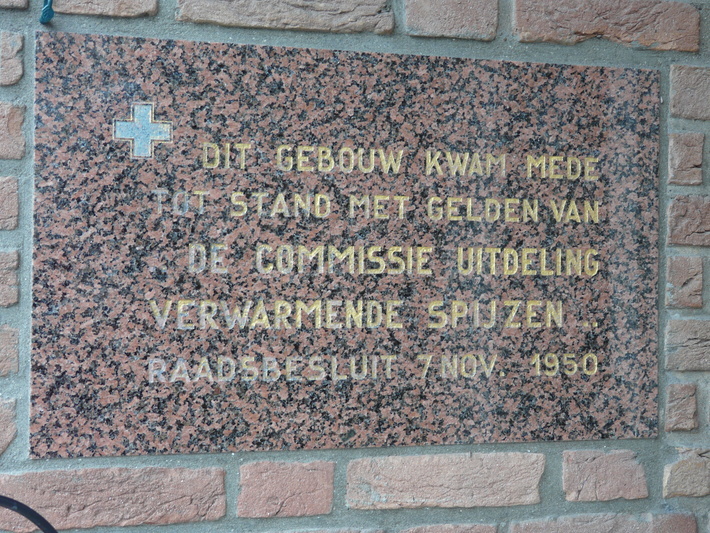 DIT GEBOUW KWAM MEDE
TOT STAND MET GELDEN VAN
DE COMMISSIE UITDELING
VERWARMENDE SPIJZEN ...
RAADSBESLUIT 7 NOV. 1950